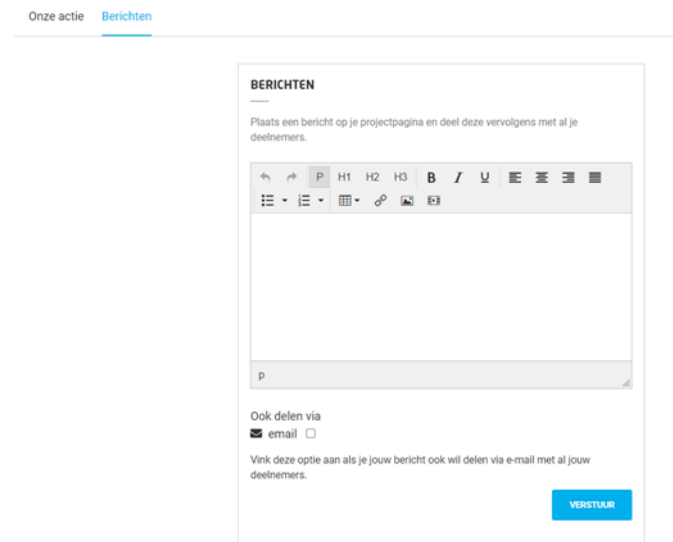 Onze actie Berichten
BERICHTEN
Plaats een bericht op je projectpagina en deel deze vervolgens met al je
deelnemers.
P H1 H2 H3 B I U
p
Ook delen via
email
Vink deze optie aan als je jouw bericht ook wil delen via e-mail met al jouw
deelnemers.
VERSTUUR